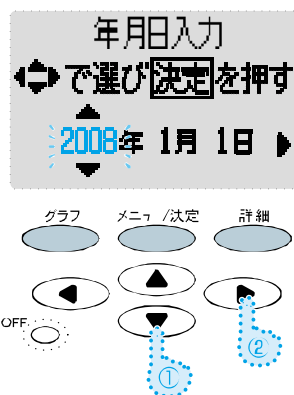 年月日入力
で選び決定を押す
2008年 1月 1日
グラフ メニュー/決定 詳細
OFF
②
①